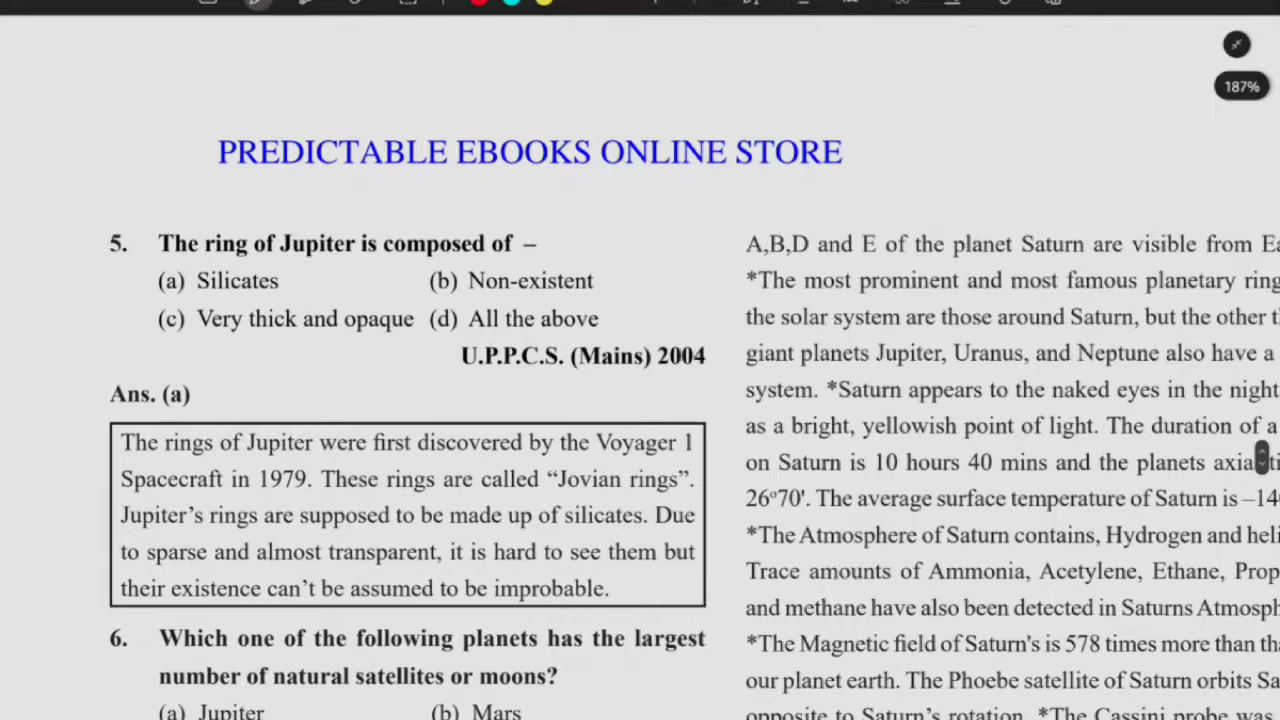 187%
PREDICTABLE EBOOKS ONLINE STORE
5. The ring of Jupiter is composed of –
(a) Silicates (b) Non-existent
(c) Very thick and opaque (d) All the above
U.P.P.C.S. (Mains) 2004
Ans. (a)
The rings of Jupiter were first discovered by the Voyager 1
Spacecraft in 1979. These rings are called “Jovian rings”.
Jupiter’s rings are supposed to be made up of silicates. Due
to sparse and almost transparent, it is hard to see them but
their existence can’t be assumed to be improbable.
6. Which one of the following planets has the largest
number of natural satellites or moons?
(a) Jupiter (b) Mars
A,B,D and E of the planet Saturn are visible from
*The most prominent and most famous planetary ring
the solar system are those around Saturn, but the other
giant planets Jupiter, Uranus, and Neptune also have a
system. *Saturn appears to the naked eyes in the night
as a bright, yellowish point of light. The duration of a
on Saturn is 10 hours 40 mins and the planets
26º70'. The average surface temperature of Saturn is
*The Atmosphere of Saturn contains, Hydrogen and
Trace amounts of Ammonia, Acetylene, Ethane,
and methane have also been detected in Saturns
*The Magnetic field of Saturn's is 578 times more
our planet earth. The Phoebe satellite of Saturn orbits
opposite to Saturn’s rotation. *The Cassini probe was